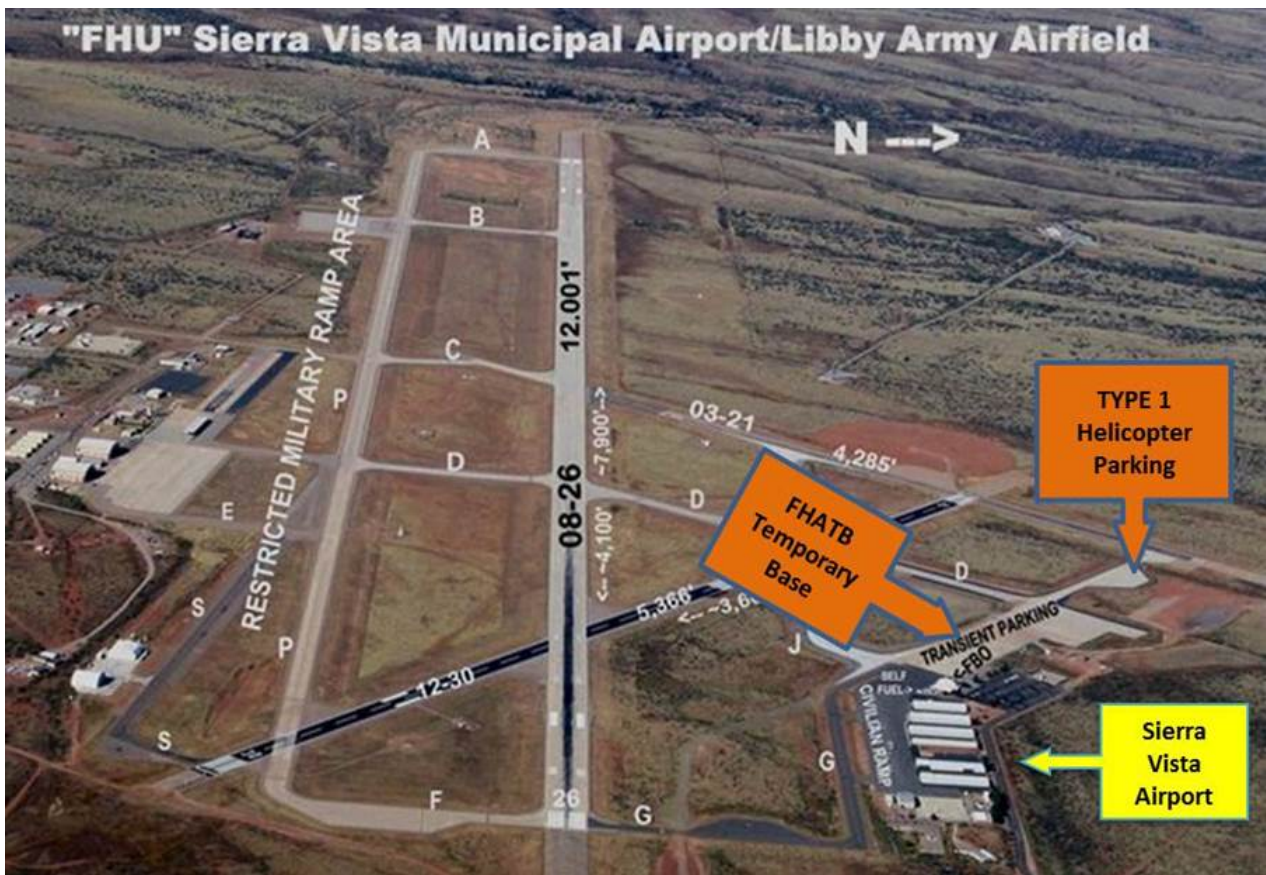 "FHU" Sierra Vista Municipal Airport/Libby Army Airfield
N --->
A
B
RESTRICTED MILITARY RAMP AREA
12.001'
C
P
<-- ~7,900'-->
03-21
4,285'
TYPE 1
Helicopter
Parking
D
08-26
D
E
<-- ~4,100'
FHATB
Temporary
Base
D
S
5,366'
<-- ~3,6
P
J
TRANSIENT PARKING
<-FBO
SELF
FUEL->
12-30
CIVILIAN RAMP
S
G
Sierra
Vista
Airport
F
26
G